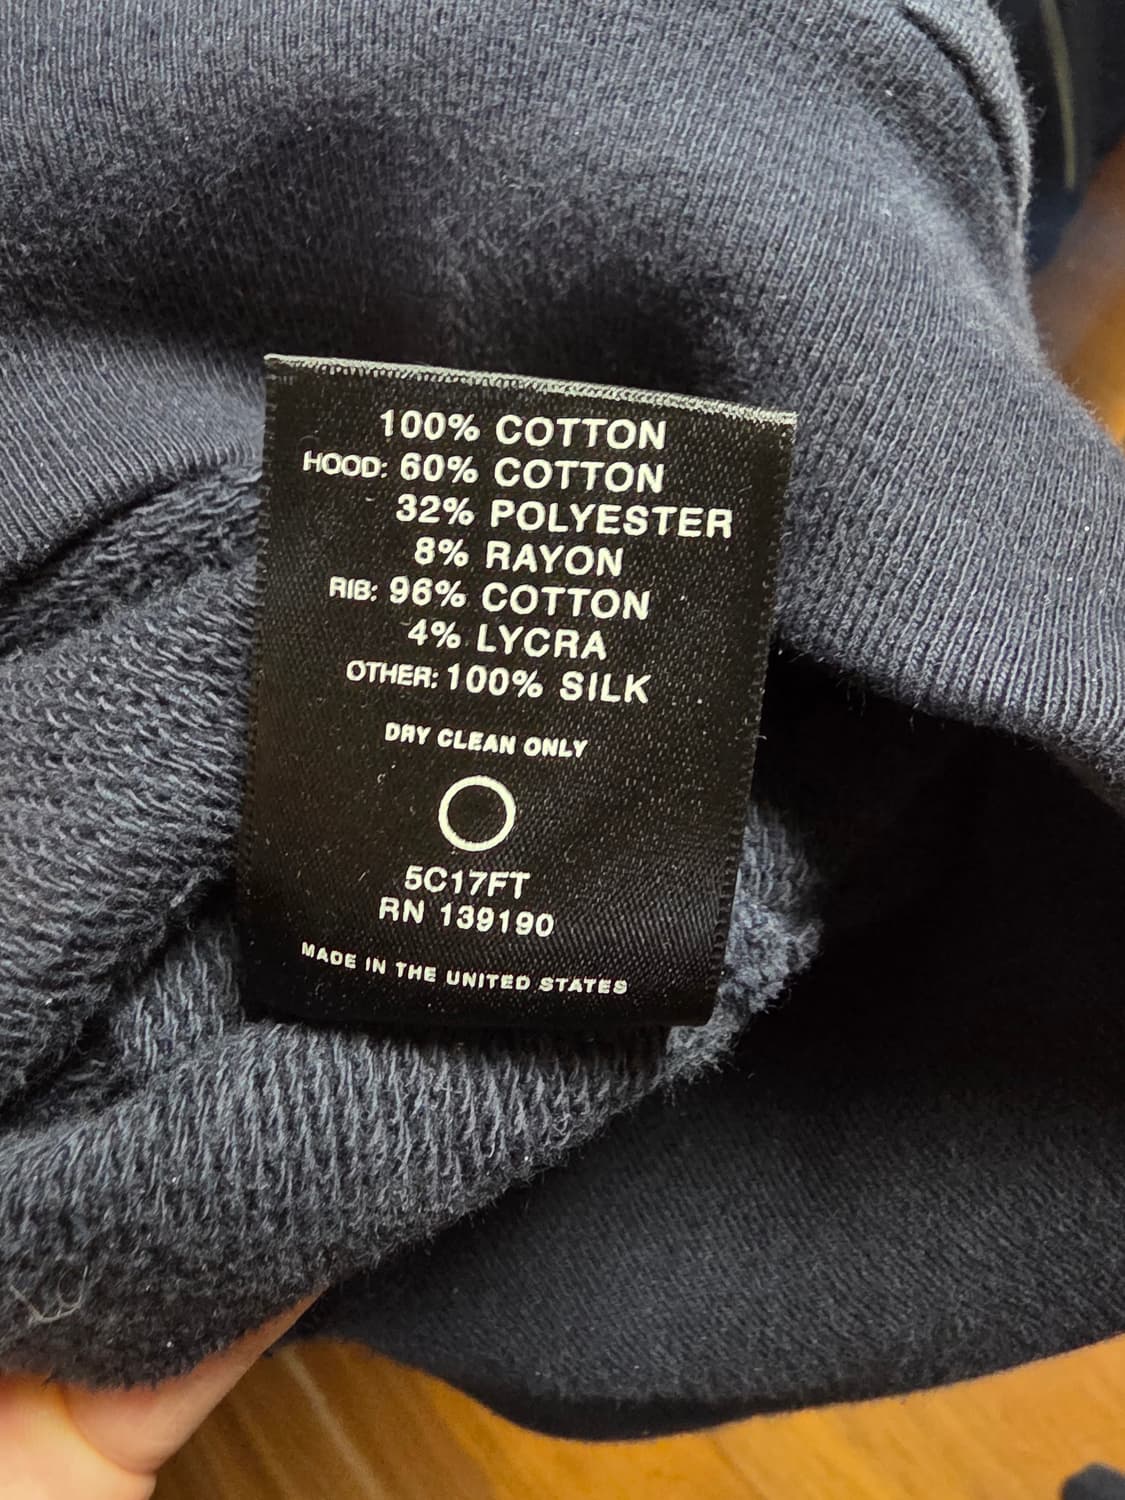 100% COTTON
HOOD: 60% COTTON
32% POLYESTER
8% RAYON
RIB: 96% COTTON
4% LYCRA
OTHER: 100% SILK
DRY CLEAN ONLY
5C17FT
RN 139190
MADE IN THE UNITED STATES